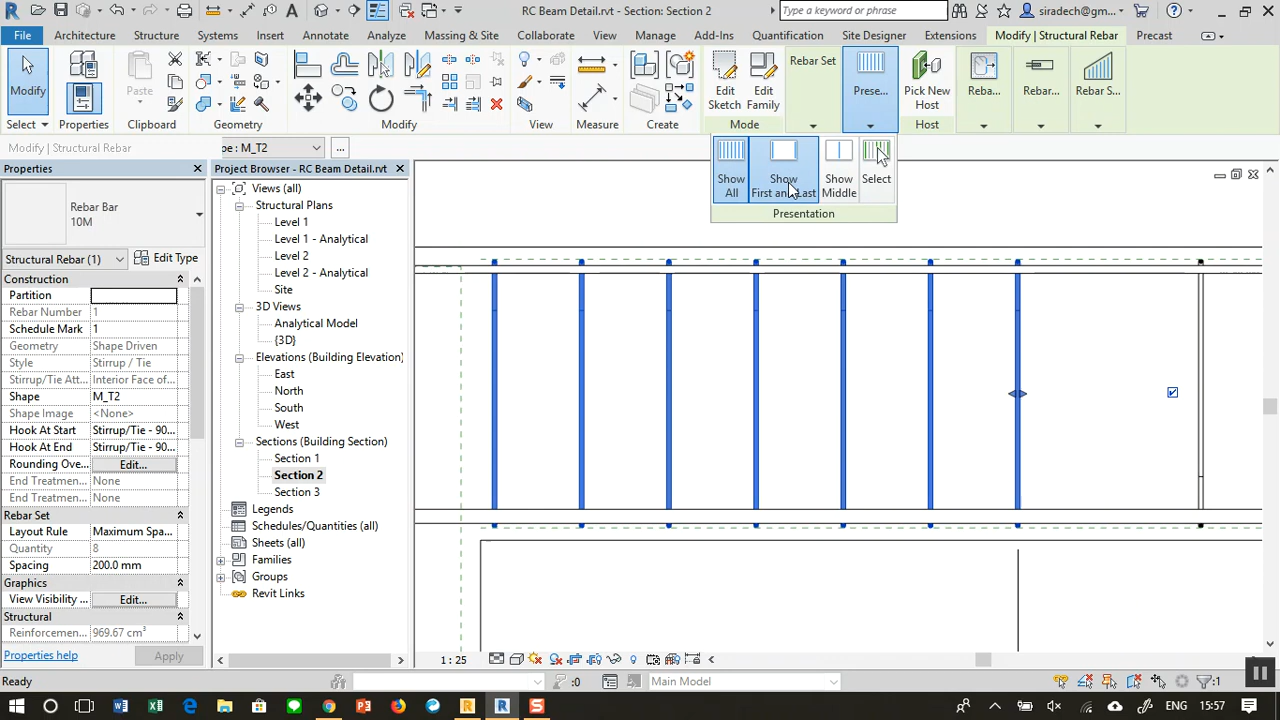 RC Beam Detail.rvt - Section: Section 2
Type a keyword or phrase
siradech@gm...
File
Architecture
Structure
Systems
Insert
Annotate
Analyze
Massing & Site
Collaborate
View
Manage
Add-Ins
Quantification
Site Designer
Extensions
Modify | Structural Rebar
Precast
Modify
Paste
Edit
Sketch
Edit
Family
Rebar Set
Prese...
Pick New
Host
Reba...
Rebar...
Rebar S...
Select
Properties
Clipboard
Geometry
Modify
View
Measure
Create
Mode
Host
Modify | Structural Rebar
pe : M_T2
...
Show
All
Show
First and Last
Show
Middle
Select
Presentation
Properties
Rebar Bar
10M
Structural Rebar (1)
Edit Type
Construction
Partition
Rebar Number
1
Schedule Mark
1
Geometry
Shape Driven
Style
Stirrup / Tie
Stirrup/Tie Att...
Interior Face of...
Shape
M_T2
Shape Image
<None>
Hook At Start
Stirrup/Tie - 90...
Hook At End
Stirrup/Tie - 90...
Rounding Ove...
Edit...
End Treatmen...
None
End Treatmen...
None
Rebar Set
Layout Rule
Maximum Spa...
Quantity
8
Spacing
200.0 mm
Graphics
View Visibility ...
Edit...
Structural
Reinforcemen...
969.67 cm³
Properties help
Apply
Project Browser - RC Beam Detail.rvt
Views (all)
Structural Plans
Level 1
Level 1 - Analytical
Level 2
Level 2 - Analytical
Site
3D Views
Analytical Model
{3D}
Elevations (Building Elevation)
East
North
South
West
Sections (Building Section)
Section 1
Section 2
Section 3
Legends
Schedules/Quantities (all)
Sheets (all)
Families
Groups
Revit Links
1 : 25
Ready
:0
Main Model
:1
ENG
15:57